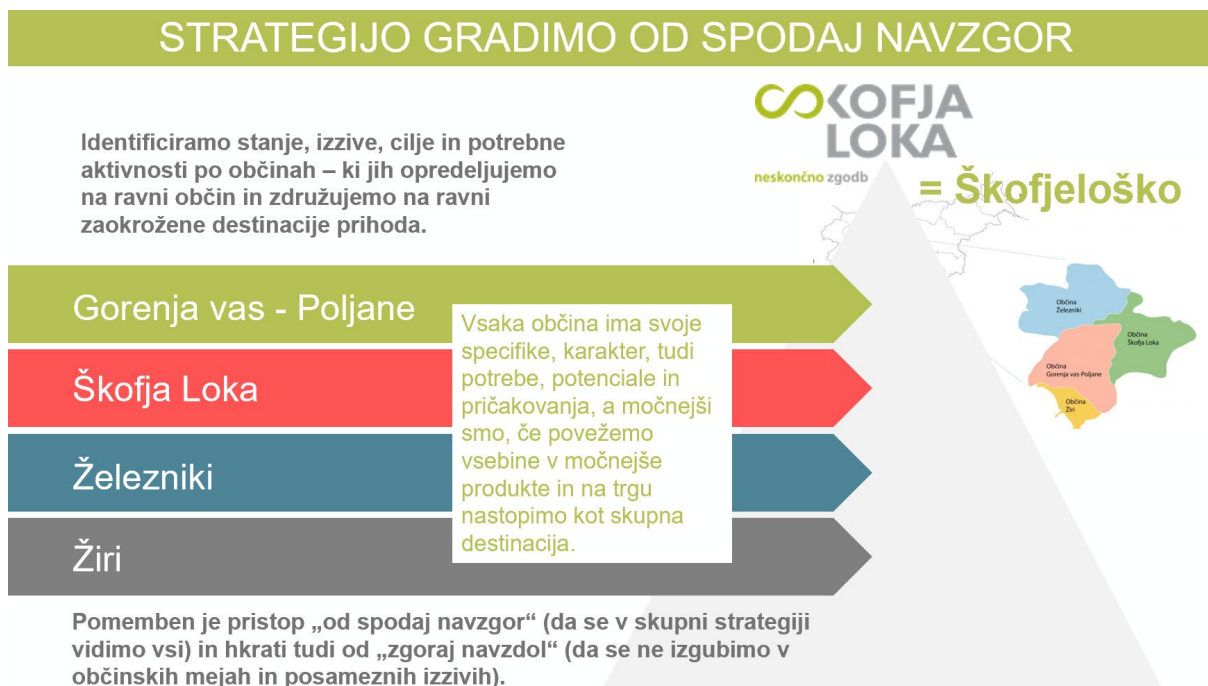 STRATEGIJO GRADIMO OD SPODAJ NAVZGOR
Identificiramo stanje, izzive, cilje in potrebne
aktivnosti po občinah – ki jih opredeljujemo
na ravni občin in združujemo na ravni
zaokrožene destinacije prihoda.
SKOFJA
LOKA
neskončno zgodb
= Škofjeloško
Gorenja vas - Poljane
Škofja Loka
Železniki
Žiri
Vsaka občina ima svoje
specifike, karakter, tudi
potrebe, potenciale in
pričakovanja, a močnejši
smo, če povežemo
vsebine v močnejše
produkte in na trgu
nastopimo kot skupna
destinacija.
Občina
Železniki
Občina
Škofja Loka
Občina
Gorenja vas-Poljane
Občina
Žiri
Pomemben je pristop „od spodaj navzgor“ (da se v skupni strategiji
vidimo vsi) in hkrati tudi od „zgoraj navzdol“ (da se ne izgubimo v
občinskih mejah in posameznih izzivih).